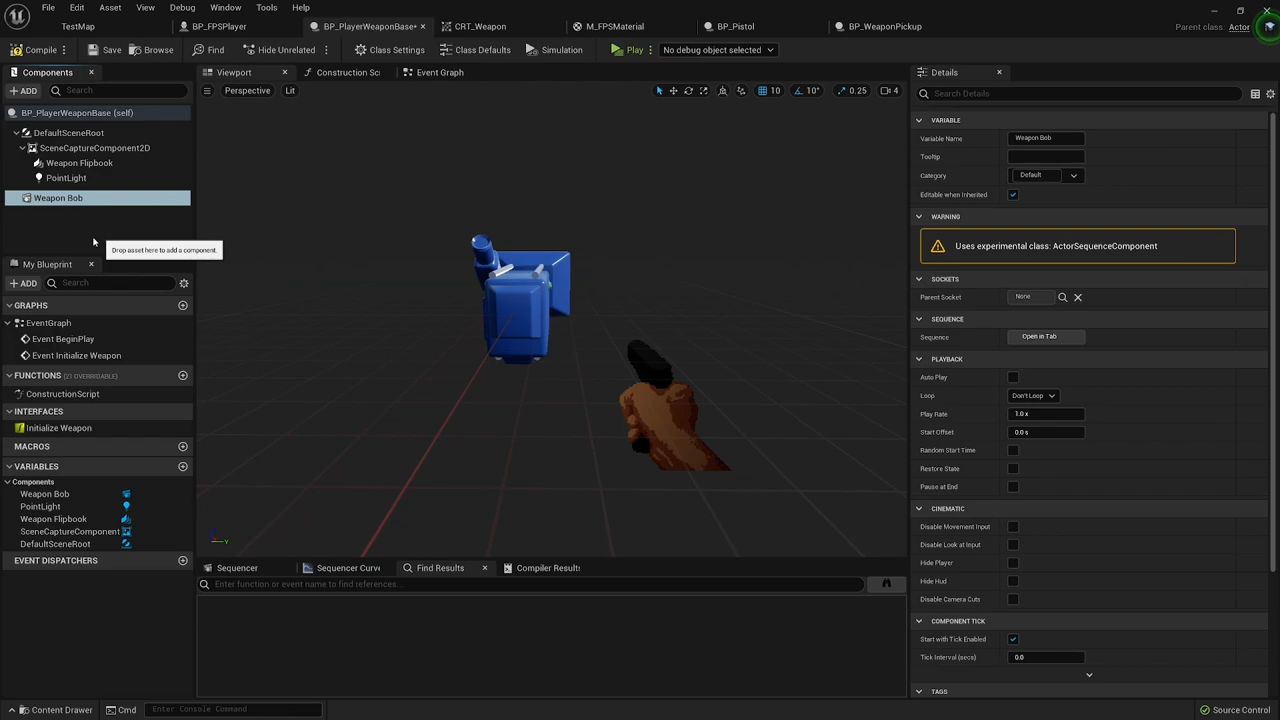 File Edit Asset View Debug Window Tools Help
TestMap BP_FPSPlayer BP_PlayerWeaponBase* CRT_Weapon M_FPSMaterial BP_Pistol BP_WeaponPickup Parent class: Actor
Compile Save Browse Find Hide Unrelated Class Settings Class Defaults Simulation Play No debug object selected
Components
ADD Search
BP_PlayerWeaponBase (self)
DefaultSceneRoot
SceneCaptureComponent2D
Weapon Flipbook
PointLight
Weapon Bob
Drop asset here to add a component.
My Blueprint
ADD Search
GRAPHS
EventGraph
Event BeginPlay
Event Initialize Weapon
FUNCTIONS (21 OVERRIDABLE)
ConstructionScript
INTERFACES
Initialize Weapon
MACROS
VARIABLES
Components
Weapon Bob
PointLight
Weapon Flipbook
SceneCaptureComponent
DefaultSceneRoot
EVENT DISPATCHERS
Viewport Construction Sc Event Graph
Perspective Lit 10 10° 0.25 4
Sequencer Sequencer Curv Find Results Compiler Results
Enter function or event name to find references...
Details
Search Details
VARIABLE
Variable Name Weapon Bob
Tooltip
Category Default
Editable when Inherited
WARNING
Uses experimental class: ActorSequenceComponent
SOCKETS
Parent Socket None
SEQUENCE
Sequence Open in Tab
PLAYBACK
Auto Play
Loop Don't Loop
Play Rate 1.0 x
Start Offset 0.0 s
Random Start Time
Restore State
Pause at End
CINEMATIC
Disable Movement Input
Disable Look at Input
Hide Player
Hide Hud
Disable Camera Cuts
COMPONENT TICK
Start with Tick Enabled
Tick Interval (secs) 0.0
TAGS
Content Drawer Cmd Enter Console Command Source Control